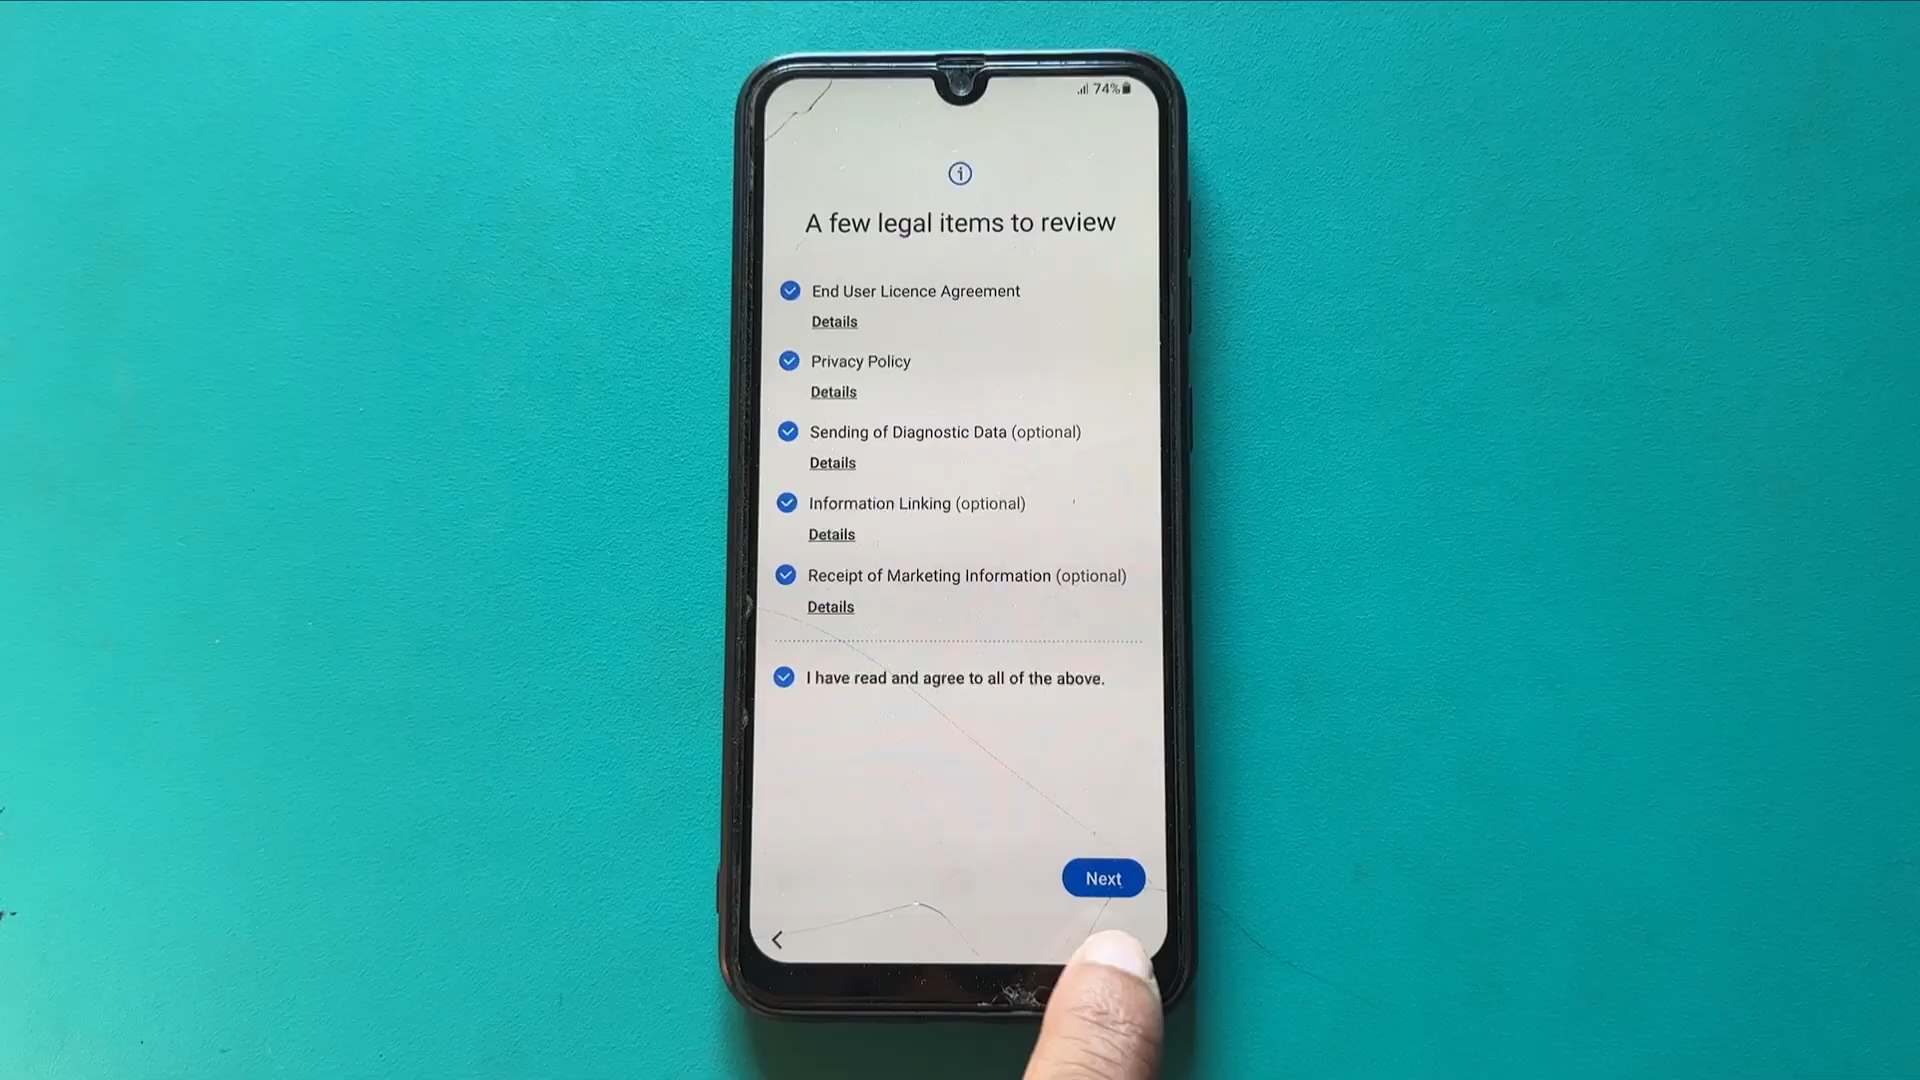 74%
A few legal items to review
End User Licence Agreement
Details
Privacy Policy
Details
Sending of Diagnostic Data (optional)
Details
Information Linking (optional)
Details
Receipt of Marketing Information (optional)
Details
I have read and agree to all of the above.
Next